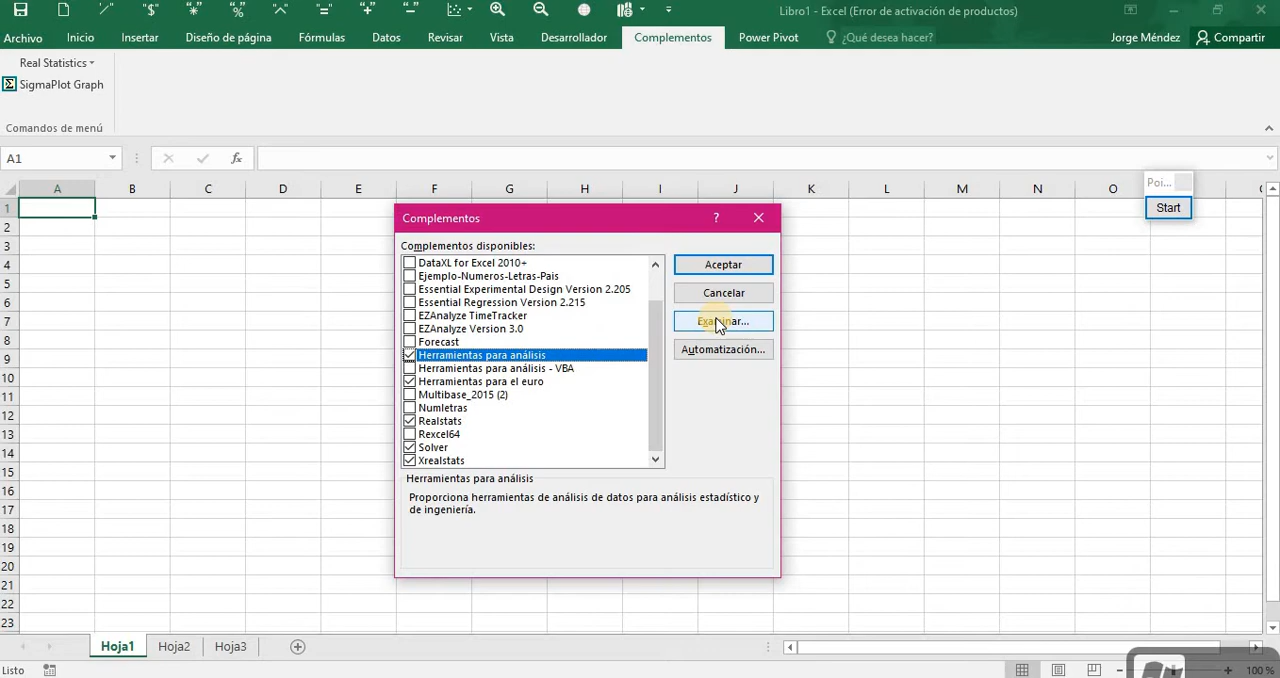 Libro1 - Excel (Error de activación de productos)
Archivo Inicio Insertar Diseño de página Fórmulas Datos Revisar Vista Desarrollador Complementos Power Pivot ¿Qué desea hacer? Jorge Méndez Compartir
Real Statistics
SigmaPlot Graph
Comandos de menú
A1 fx
A B C D E F G H I J K L M N O
Poi...
Start
1
2
3
4
5
6
7
8
9
10
11
12
13
14
15
16
17
18
19
20
21
22
23
Complementos ?
Complementos disponibles:
DataXL for Excel 2010+
Ejemplo-Numeros-Letras-Pais
Essential Experimental Design Version 2.205
Essential Regression Version 2.215
EZAnalyze TimeTracker
EZAnalyze Version 3.0
Forecast
Herramientas para análisis
Herramientas para análisis - VBA
Herramientas para el euro
Multibase_2015 (2)
Numletras
Realstats
Rexcel64
Solver
Xrealstats
Aceptar
Cancelar
Examinar...
Automatización...
Herramientas para análisis
Proporciona herramientas de análisis de datos para análisis estadístico y
de ingeniería.
Hoja1 Hoja2 Hoja3
Listo 100 %